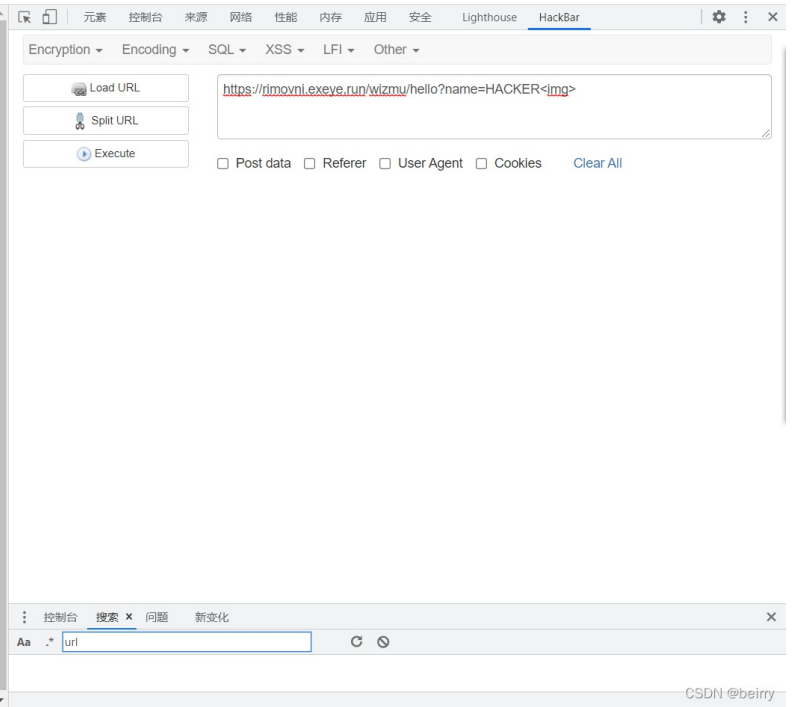 元素 控制台 来源 网络 性能 内存 应用 安全 Lighthouse HackBar
Encryption Encoding SQL XSS LFI Other
Load URL
https://rimovni.exeye.run/wizmu/hello?name=HACKER<img>
Split URL
Execute
Post data Referer User Agent Cookies Clear All
控制台 搜索 × 问题 新变化
Aa .* url
CSDN @beirry